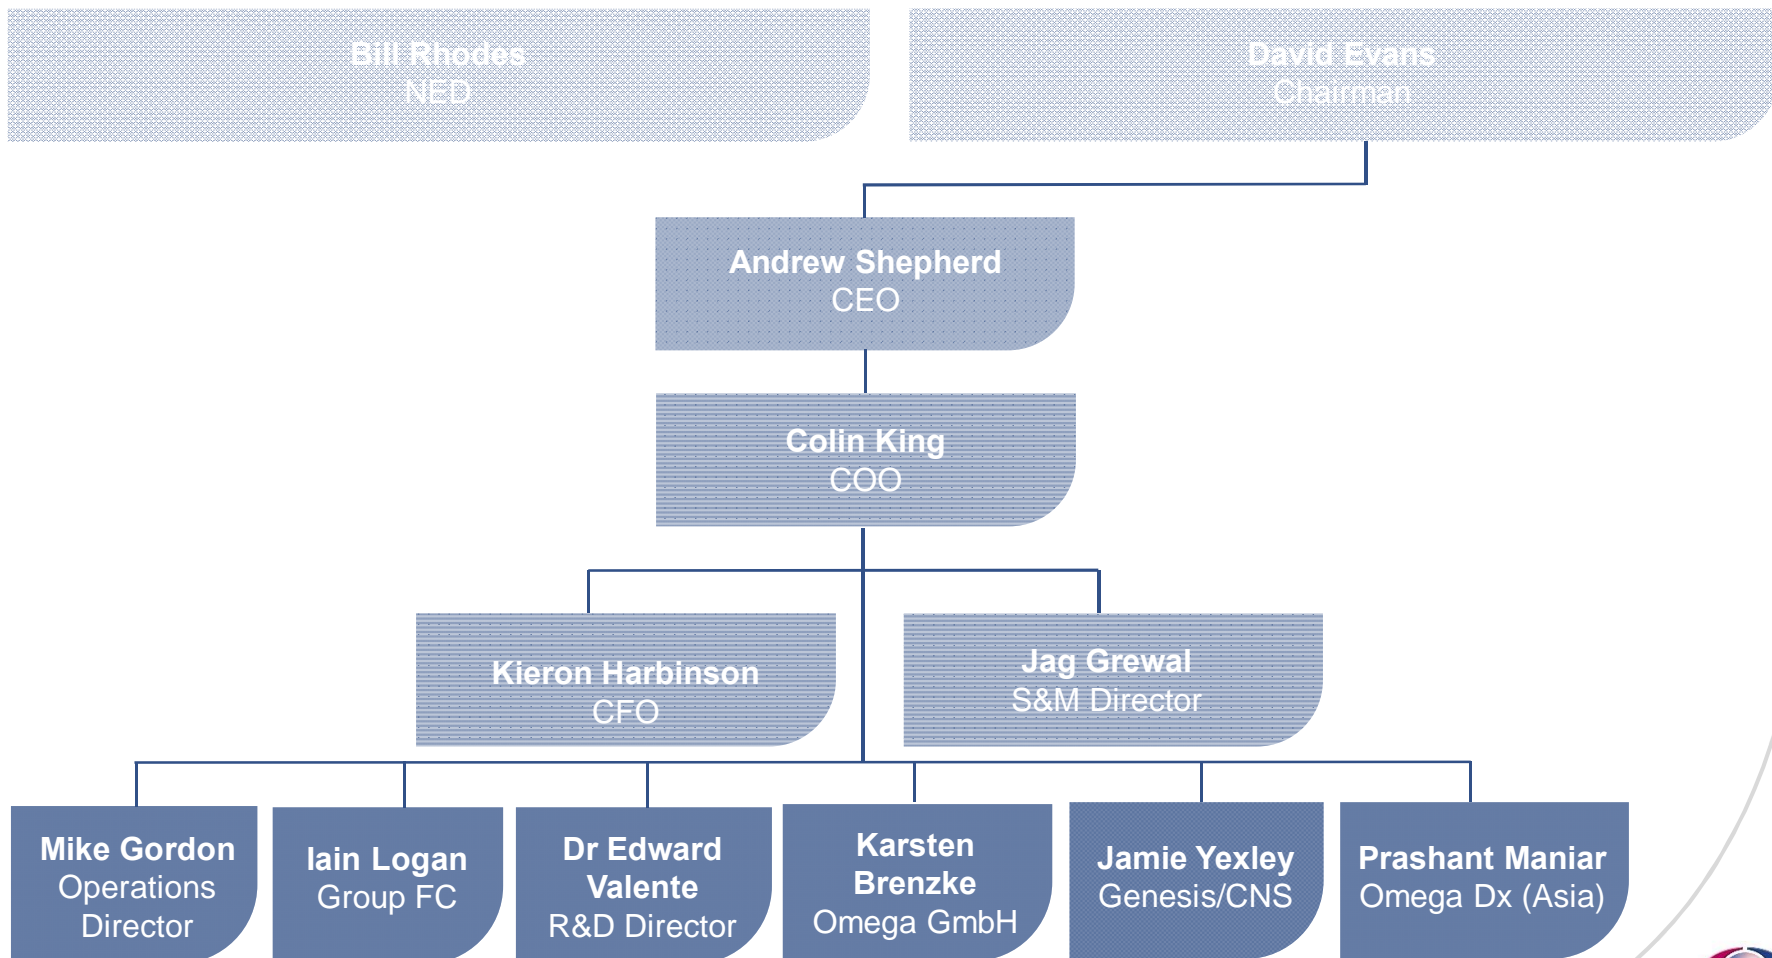 Bill Rhodes
NED
David Evans
Chairman
Andrew Shepherd
CEO
Colin King
COO
Kieron Harbinson
CFO
Jag Grewal
S&M Director
Mike Gordon
Operations
Director
Iain Logan
Group FC
Dr Edward
Valente
R&D Director
Karsten
Brenzke
Omega GmbH
Jamie Yexley
Genesis/CNS
Prashant Maniar
Omega Dx (Asia)